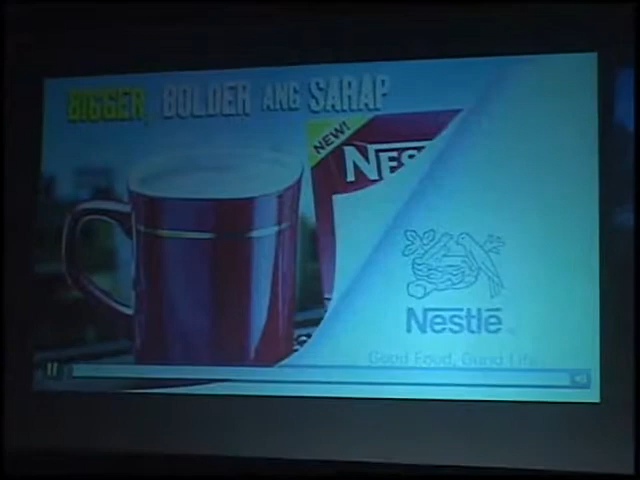 BIGGER, BOLDER ANG SARAP
NEW!
NES
Nestlé
Good Food, Good Life